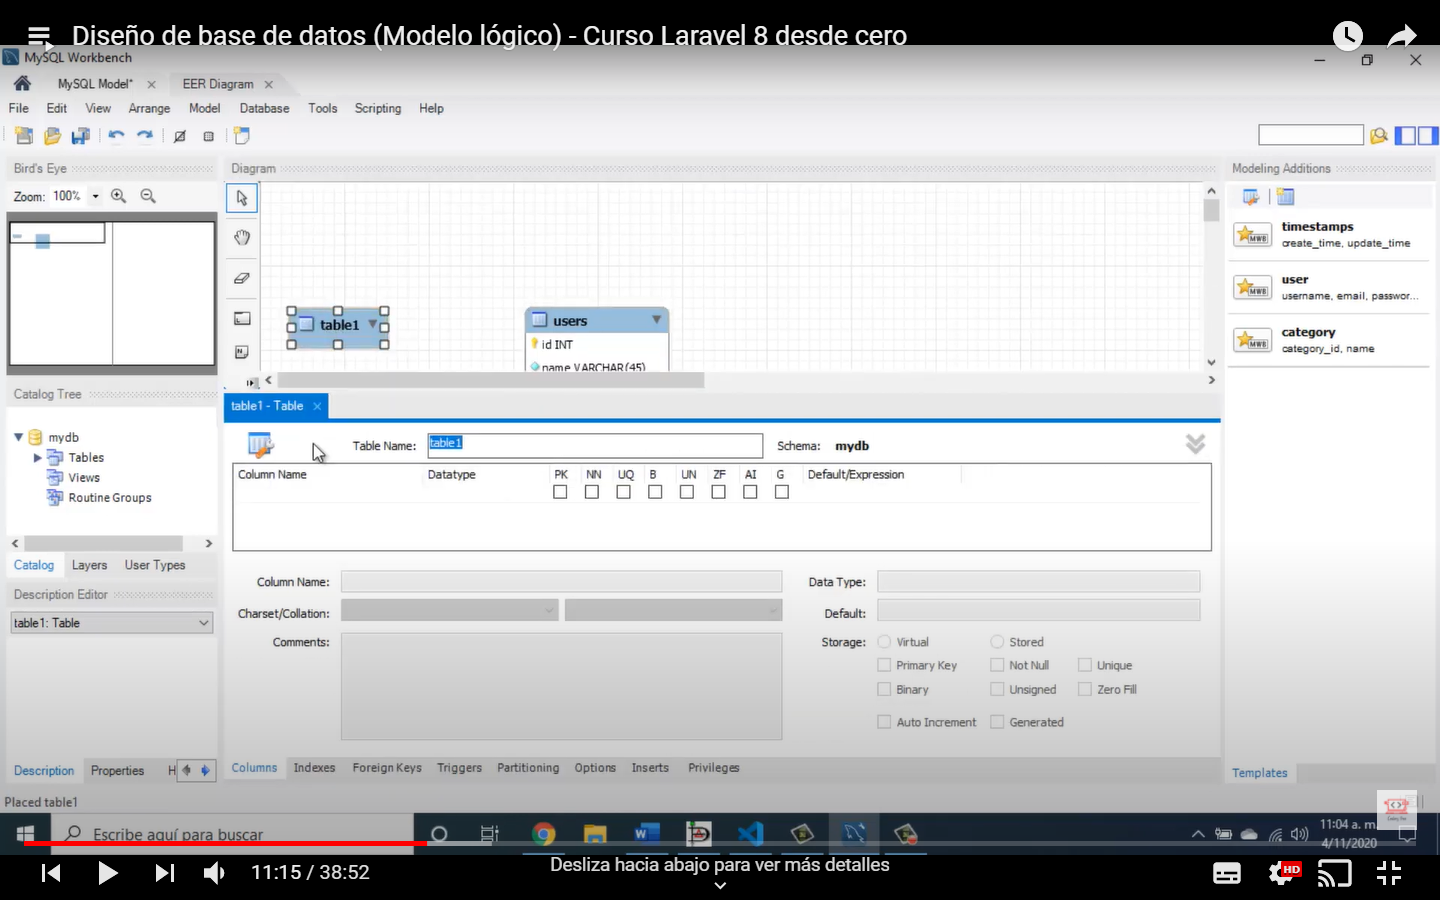 Diseño de base de datos (Modelo lógico) - Curso Laravel 8 desde cero
MySQL Workbench
MySQL Model* EER Diagram
File Edit View Arrange Model Database Tools Scripting Help
Bird's Eye
Zoom: 100%
Diagram
table1
users
id INT
name VARCHAR(45)
Modeling Additions
timestamps
create_time, update_time
user
username, email, passwor...
category
category_id, name
Templates
Catalog Tree
mydb
Tables
Views
Routine Groups
Catalog Layers User Types
Description Editor
table1: Table
Description Properties H
table1 - Table
Table Name: table1 Schema: mydb
Column Name Datatype PK NN UQ B UN ZF AI G Default/Expression
Column Name: Data Type:
Charset/Collation: Default:
Comments: Storage: Virtual Stored
Primary Key Not Null Unique
Binary Unsigned Zero Fill
Auto Increment Generated
Columns Indexes Foreign Keys Triggers Partitioning Options Inserts Privileges
Placed table1
Escribe aquí para buscar
11:04 a. m.
4/11/2020
11:15 / 38:52
Desliza hacia abajo para ver más detalles
HD